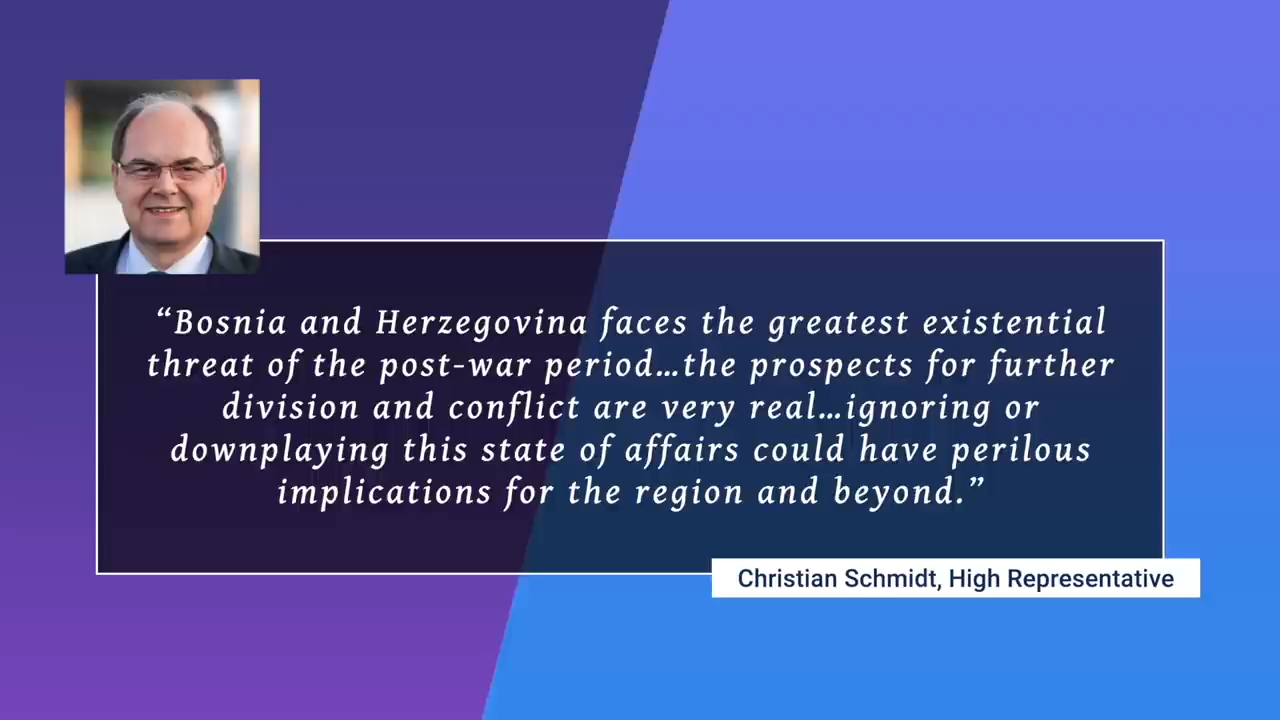 “Bosnia and Herzegovina faces the greatest existential
threat of the post-war period...the prospects for further
division and conflict are very real...ignoring or
downplaying this state of affairs could have perilous
implications for the region and beyond.”
Christian Schmidt, High Representative